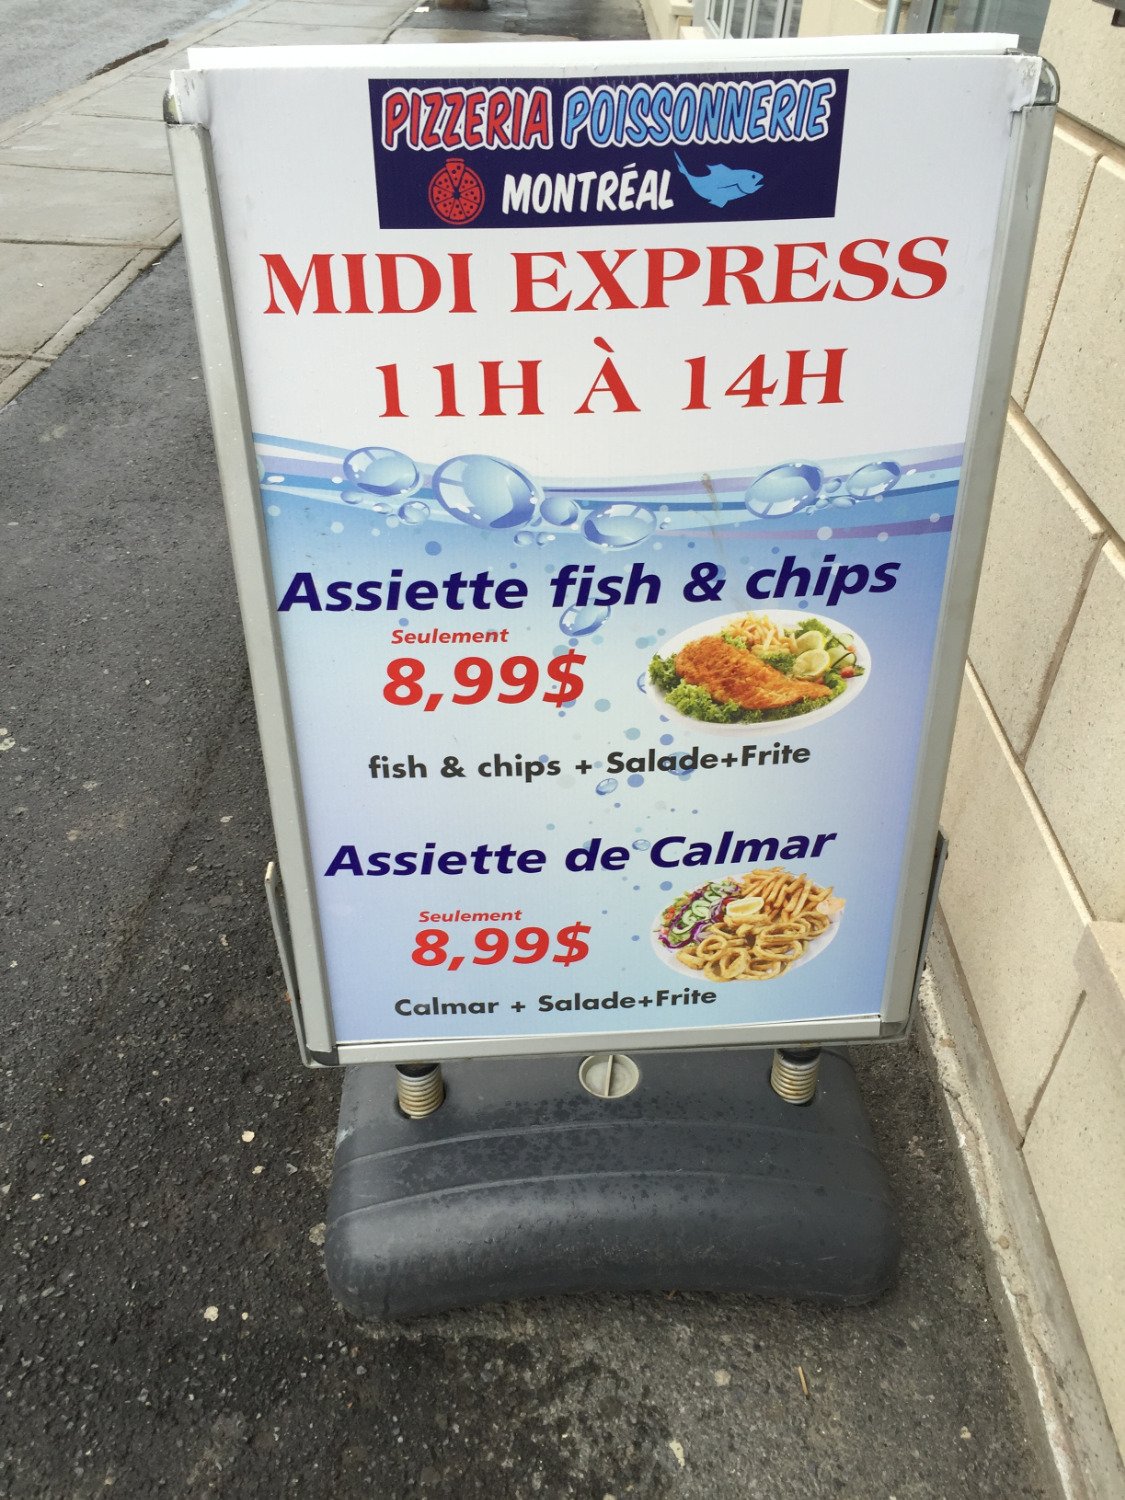 PIZZERIA POISSONNERIE
MONTRÉAL
MIDI EXPRESS
11H À 14H
Assiette fish & chips
Seulement
8,99$
fish & chips + Salade+Frite
Assiette de Calmar
Seulement
8,99$
Calmar + Salade+Frite